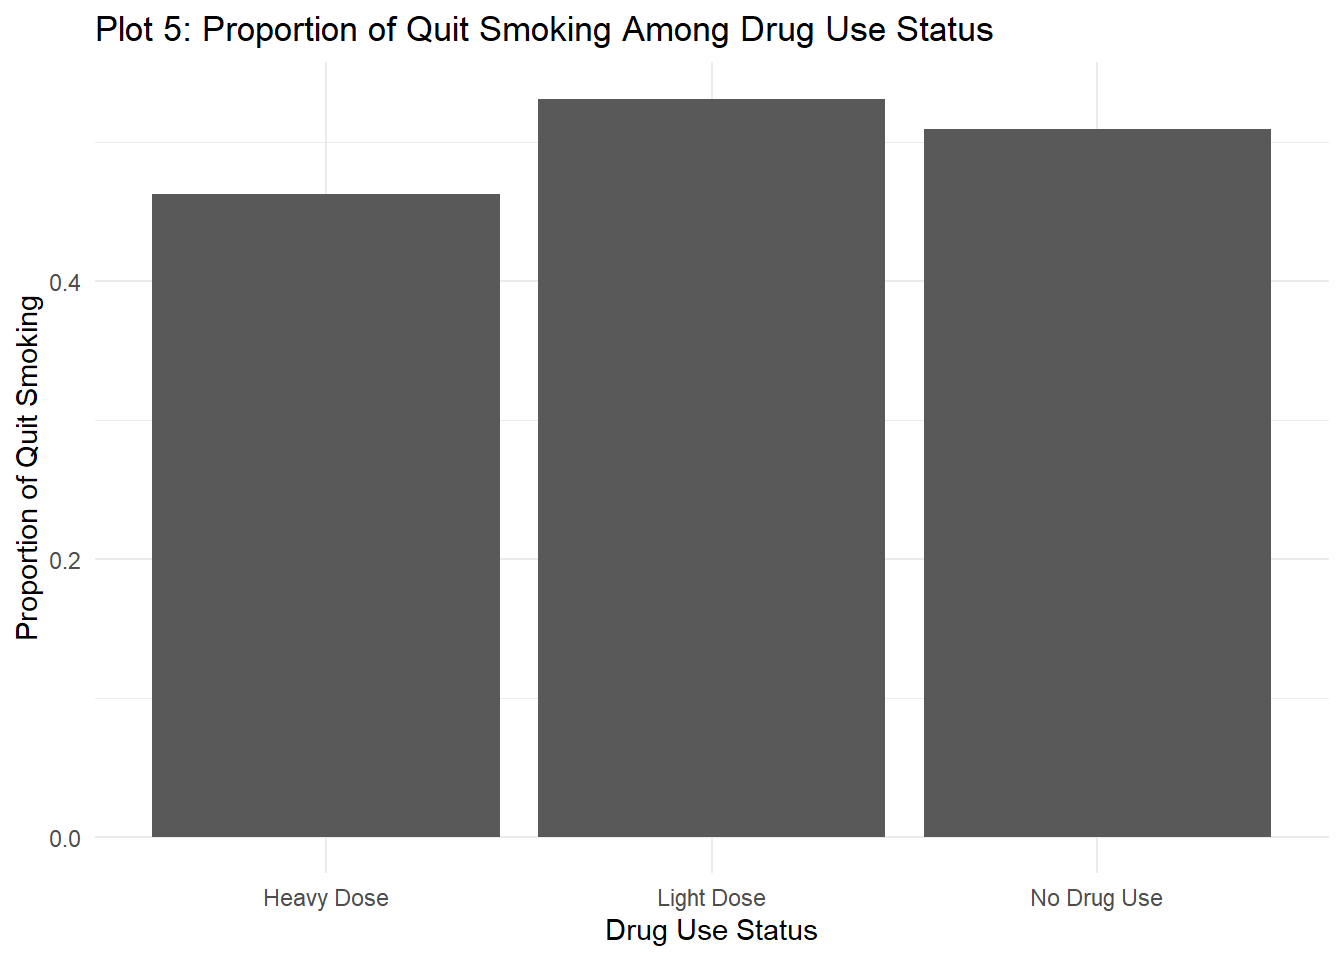 Plot 5: Proportion of Quit Smoking Among Drug Use Status
Proportion of Quit Smoking
0.4
0.2
0.0
Heavy Dose
Light Dose
No Drug Use
Drug Use Status